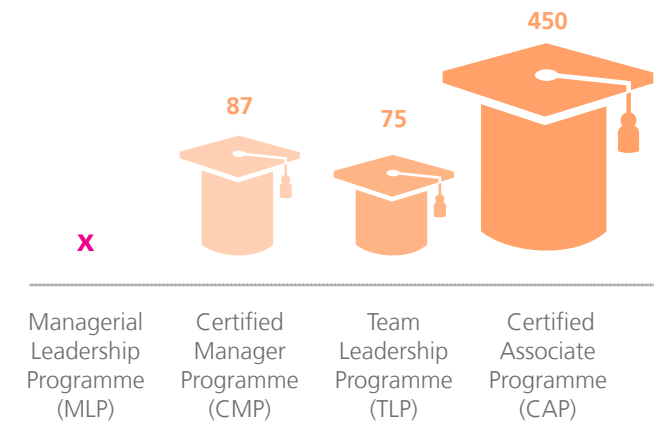 450
87
75
x
Managerial
Leadership
Programme
(MLP)
Certified
Manager
Programme
(CMP)
Team
Leadership
Programme
(TLP)
Certified
Associate
Programme
(CAP)